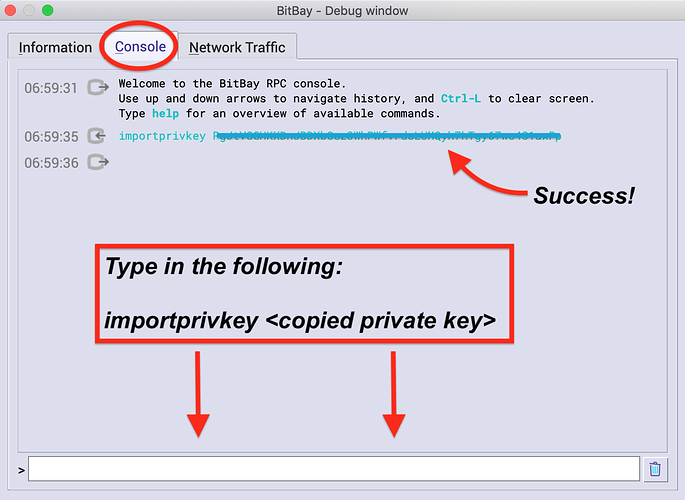 BitBay - Debug window
Information Console Network Traffic
06:59:31 Welcome to the BitBay RPC console.
Use up and down arrows to navigate history, and Ctrl-L to clear screen.
Type help for an overview of available commands.
06:59:35 importprivkey
06:59:36
Success!
Type in the following:
importprivkey <copied private key>
>